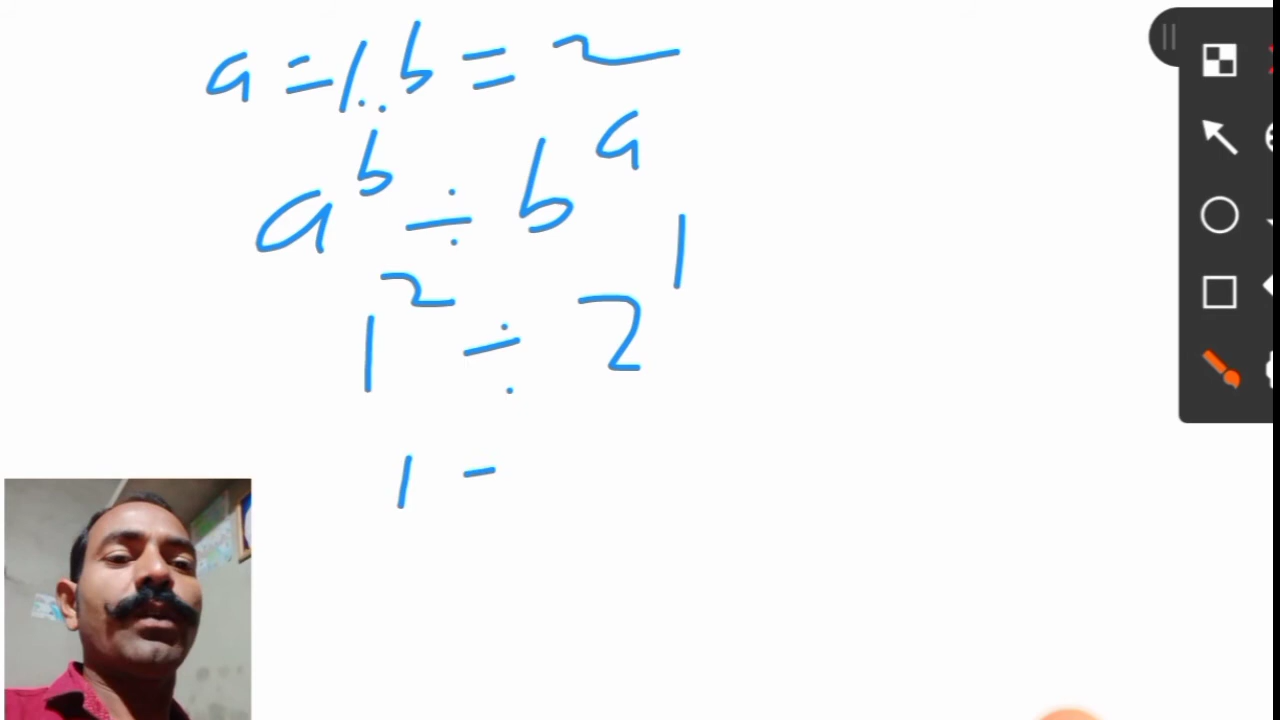 a=1..b=2
a^b ÷ b^a
1^2 ÷ 2^1
1 -